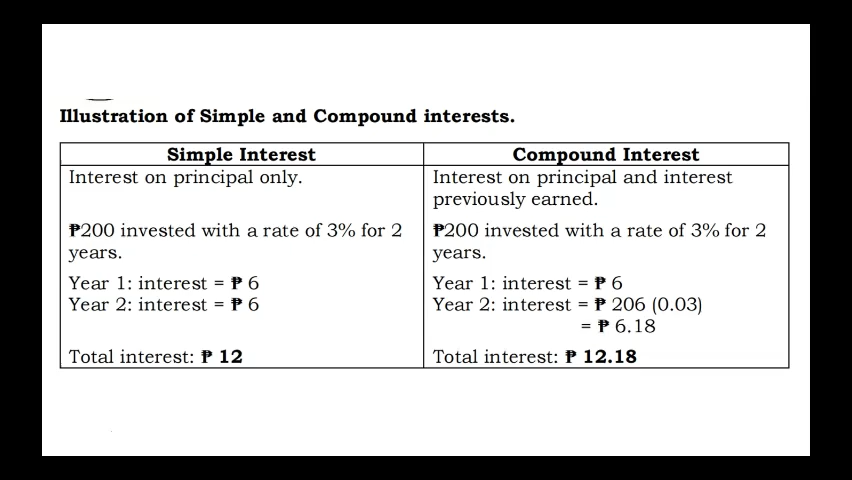 Illustration of Simple and Compound interests.
Simple Interest
Interest on principal only.
₱200 invested with a rate of 3% for 2
years.
Year 1: interest = ₱ 6
Year 2: interest = ₱ 6
Total interest: ₱ 12
Compound Interest
Interest on principal and interest
previously earned.
₱200 invested with a rate of 3% for 2
years.
Year 1: interest = ₱ 6
Year 2: interest = ₱ 206 (0.03)
= ₱ 6.18
Total interest: ₱ 12.18